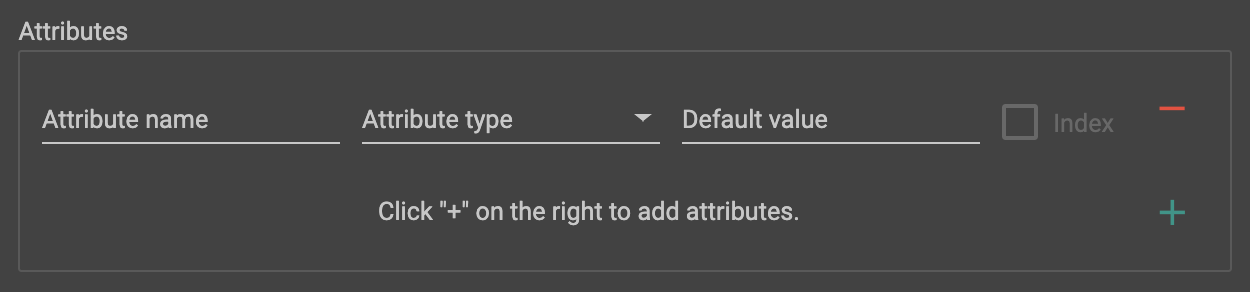 Attributes
Attribute name Attribute type Default value Index
Click "+" on the right to add attributes.